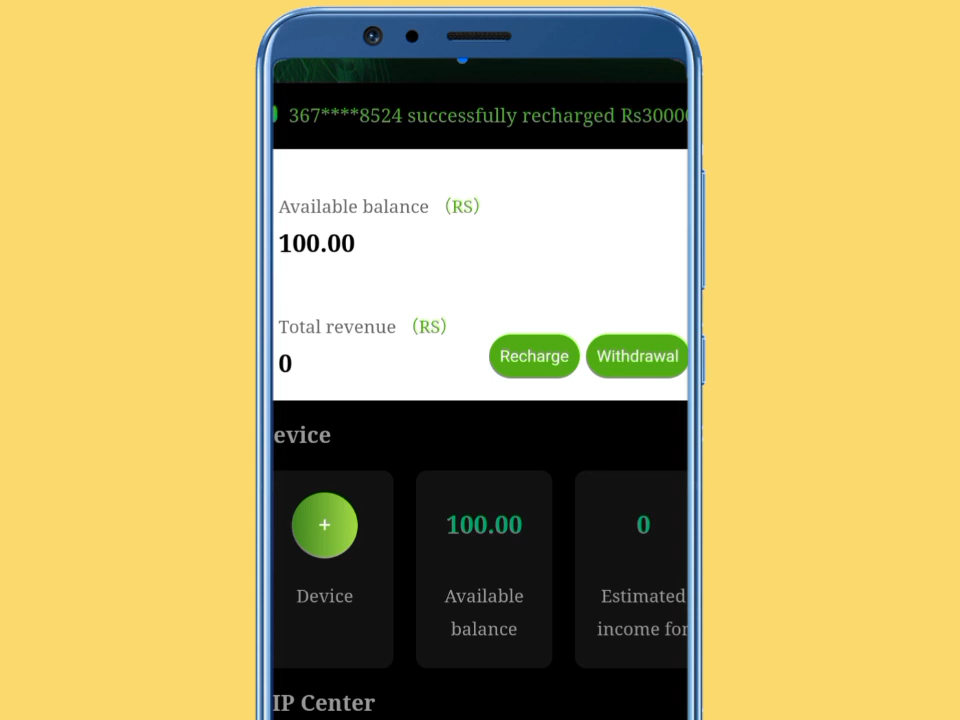 367****8524 successfully recharged Rs3000
Available balance （RS）
100.00
Total revenue （RS）
0
Recharge
Withdrawal
evice
+
100.00
0
Device
Available
balance
Estimated
income for
IP Center